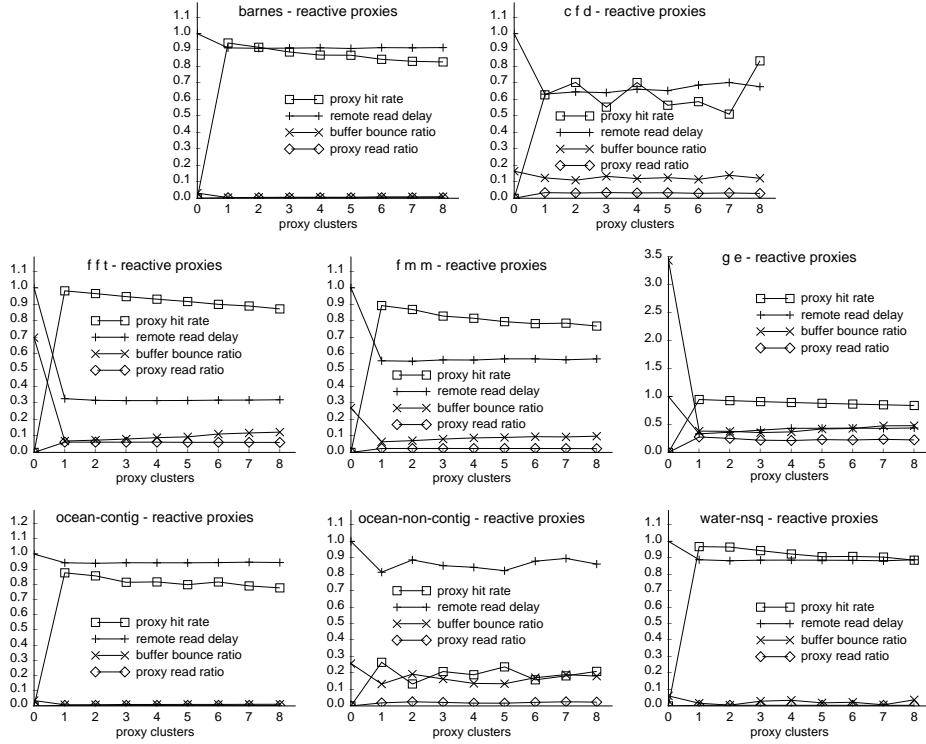 barnes - reactive proxies
1.1
1.0
0.9
0.8
0.7
0.6
0.5
0.4
0.3
0.2
0.1
0.0
proxy hit rate
remote read delay
buffer bounce ratio
proxy read ratio
0 1 2 3 4 5 6 7 8
proxy clusters
c f d - reactive proxies
1.1
1.0
0.9
0.8
0.7
0.6
0.5
0.4
0.3
0.2
0.1
0.0
proxy hit rate
remote read delay
buffer bounce ratio
proxy read ratio
0 1 2 3 4 5 6 7 8
proxy clusters
f f t - reactive proxies
1.1
1.0
0.9
0.8
0.7
0.6
0.5
0.4
0.3
0.2
0.1
0.0
proxy hit rate
remote read delay
buffer bounce ratio
proxy read ratio
0 1 2 3 4 5 6 7 8
proxy clusters
f m m - reactive proxies
1.1
1.0
0.9
0.8
0.7
0.6
0.5
0.4
0.3
0.2
0.1
0.0
proxy hit rate
remote read delay
buffer bounce ratio
proxy read ratio
0 1 2 3 4 5 6 7 8
proxy clusters
g e - reactive proxies
3.5
3.0
2.5
2.0
1.5
1.0
0.5
0.0
proxy hit rate
remote read delay
buffer bounce ratio
proxy read ratio
0 1 2 3 4 5 6 7 8
proxy clusters
ocean-contig - reactive proxies
1.2
1.1
1.0
0.9
0.8
0.7
0.6
0.5
0.4
0.3
0.2
0.1
0.0
proxy hit rate
remote read delay
buffer bounce ratio
proxy read ratio
0 1 2 3 4 5 6 7 8
proxy clusters
ocean-non-contig - reactive proxies
1.1
1.0
0.9
0.8
0.7
0.6
0.5
0.4
0.3
0.2
0.1
0.0
proxy hit rate
remote read delay
buffer bounce ratio
proxy read ratio
0 1 2 3 4 5 6 7 8
proxy clusters
water-nsq - reactive proxies
1.1
1.0
0.9
0.8
0.7
0.6
0.5
0.4
0.3
0.2
0.1
0.0
proxy hit rate
remote read delay
buffer bounce ratio
proxy read ratio
0 1 2 3 4 5 6 7 8
proxy clusters